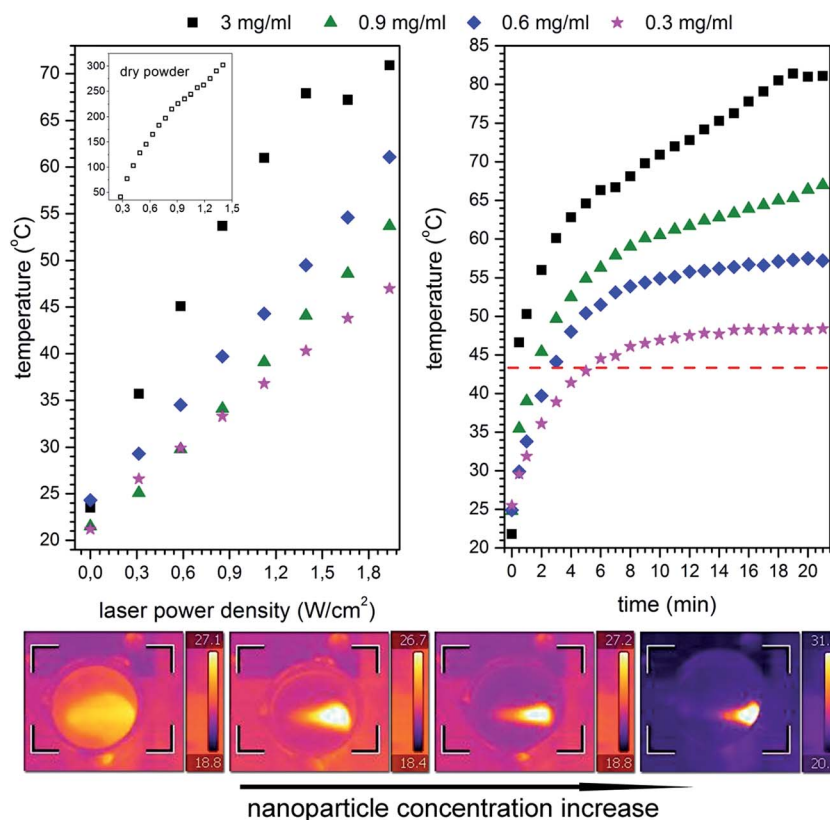 3 mg/ml 0.9 mg/ml 0.6 mg/ml 0.3 mg/ml
70
65
60
55
50
45
40
35
30
25
20
temperature (°C)
dry powder
300
250
200
150
100
50
0,3 0,6 0,9 1,2 1,5
0,0 0,3 0,6 0,9 1,2 1,5 1,8
laser power density (W/cm²)
85
80
75
70
65
60
55
50
45
40
35
30
25
20
temperature (°C)
0 2 4 6 8 10 12 14 16 18 20
time (min)
27.1 26.7 27.2 31.
18.8 18.4 18.8 20.
nanoparticle concentration increase